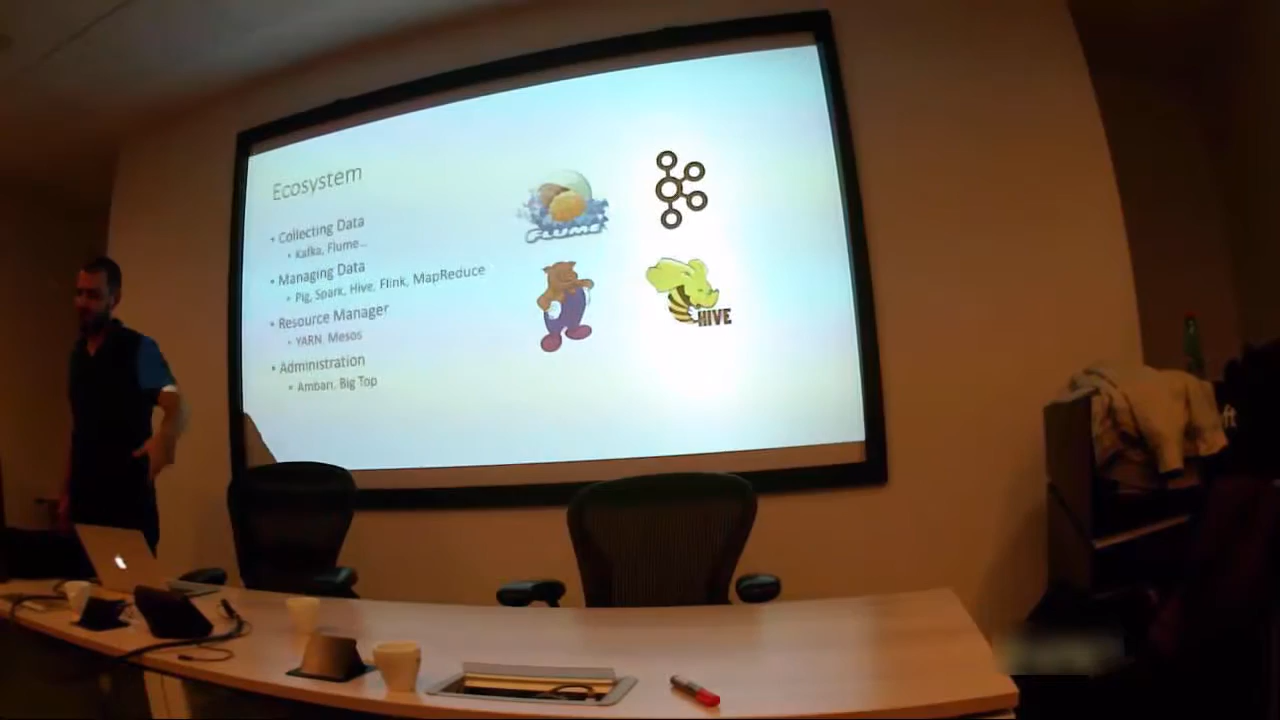 Ecosystem
• Collecting Data
• Kafka, Flume...
• Managing Data
• Pig, Spark, Hive, Flink, MapReduce
• Resource Manager
• YARN, Mesos
• Administration
• Ambari, Big Top
FLUME
HIVE
ft